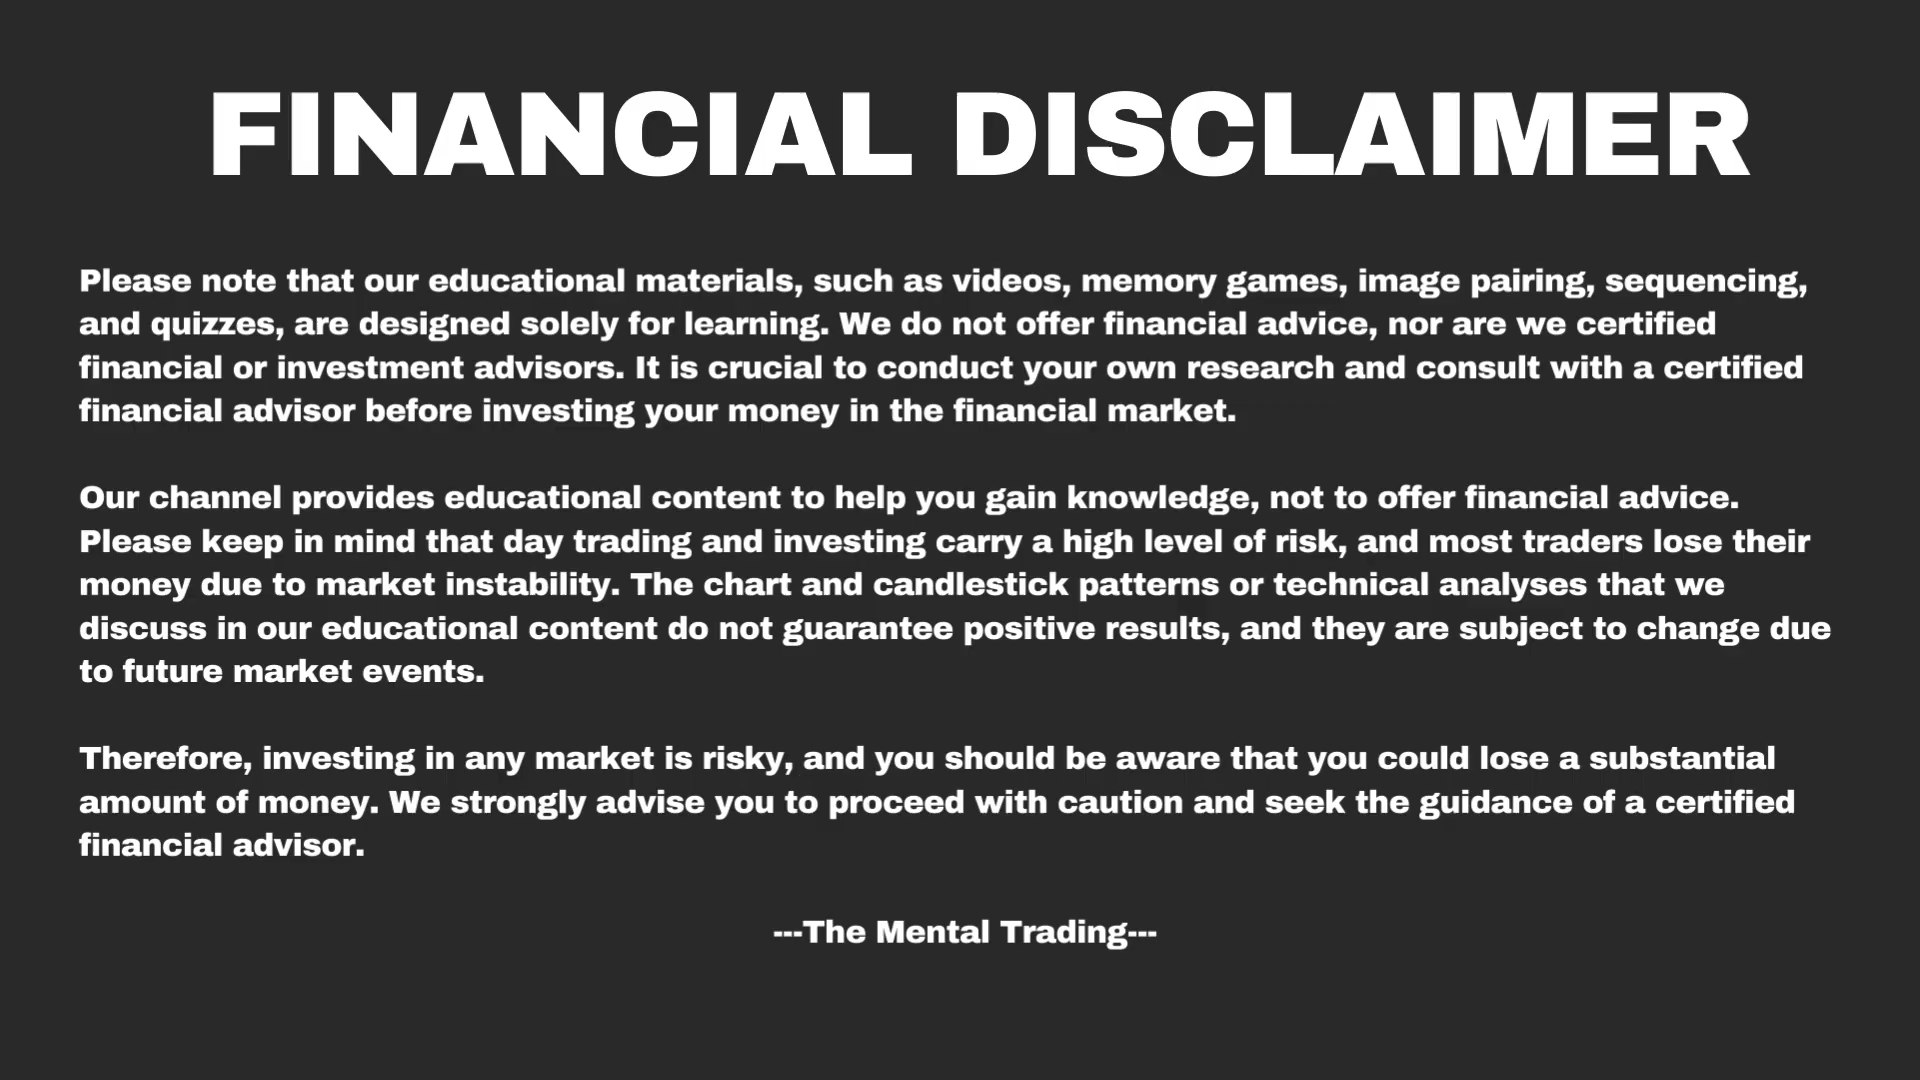 FINANCIAL DISCLAIMER
Please note that our educational materials, such as videos, memory games, image pairing, sequencing,
and quizzes, are designed solely for learning. We do not offer financial advice, nor are we certified
financial or investment advisors. It is crucial to conduct your own research and consult with a certified
financial advisor before investing your money in the financial market.
Our channel provides educational content to help you gain knowledge, not to offer financial advice.
Please keep in mind that day trading and investing carry a high level of risk, and most traders lose their
money due to market instability. The chart and candlestick patterns or technical analyses that we
discuss in our educational content do not guarantee positive results, and they are subject to change due
to future market events.
Therefore, investing in any market is risky, and you should be aware that you could lose a substantial
amount of money. We strongly advise you to proceed with caution and seek the guidance of a certified
financial advisor.
---The Mental Trading---